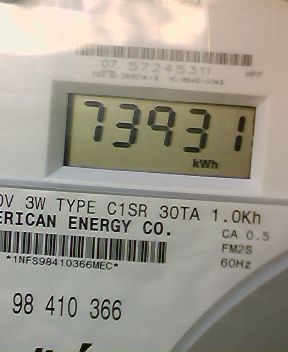 07 57245311
73931
kWh
0V 3W TYPE C1SR 30TA 1.0Kh
ERICAN ENERGY CO.
CA 0.5
FM2S
60Hz
*1NFS98410366MEC*
98 410 366